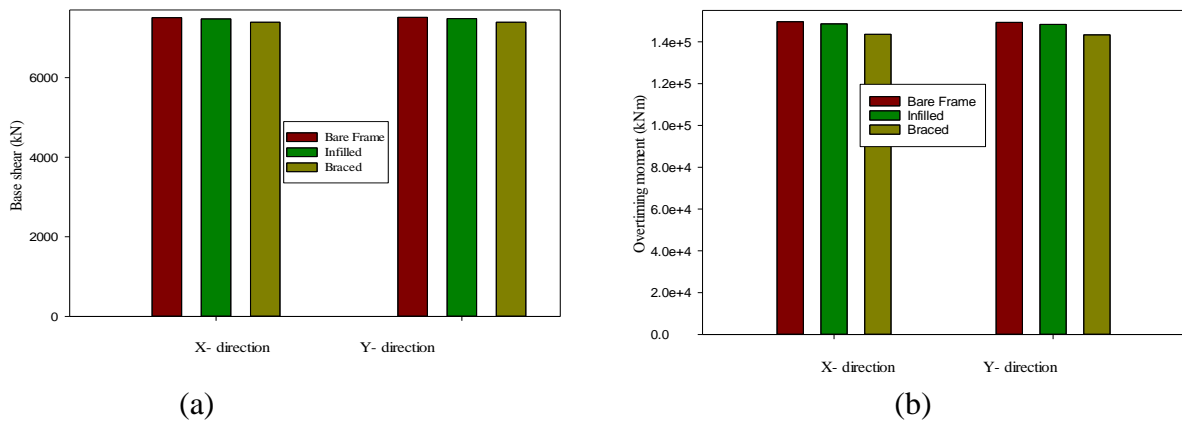 Base shear (kN)
6000
4000
2000
0
Bare Frame
Infilled
Braced
X- direction
Y- direction
(a)
Overtiming moment (kNm)
1.4e+5
1.2e+5
1.0e+5
8.0e+4
6.0e+4
4.0e+4
2.0e+4
0.0
Bare Frame
Infilled
Braced
X- direction
Y- direction
(b)